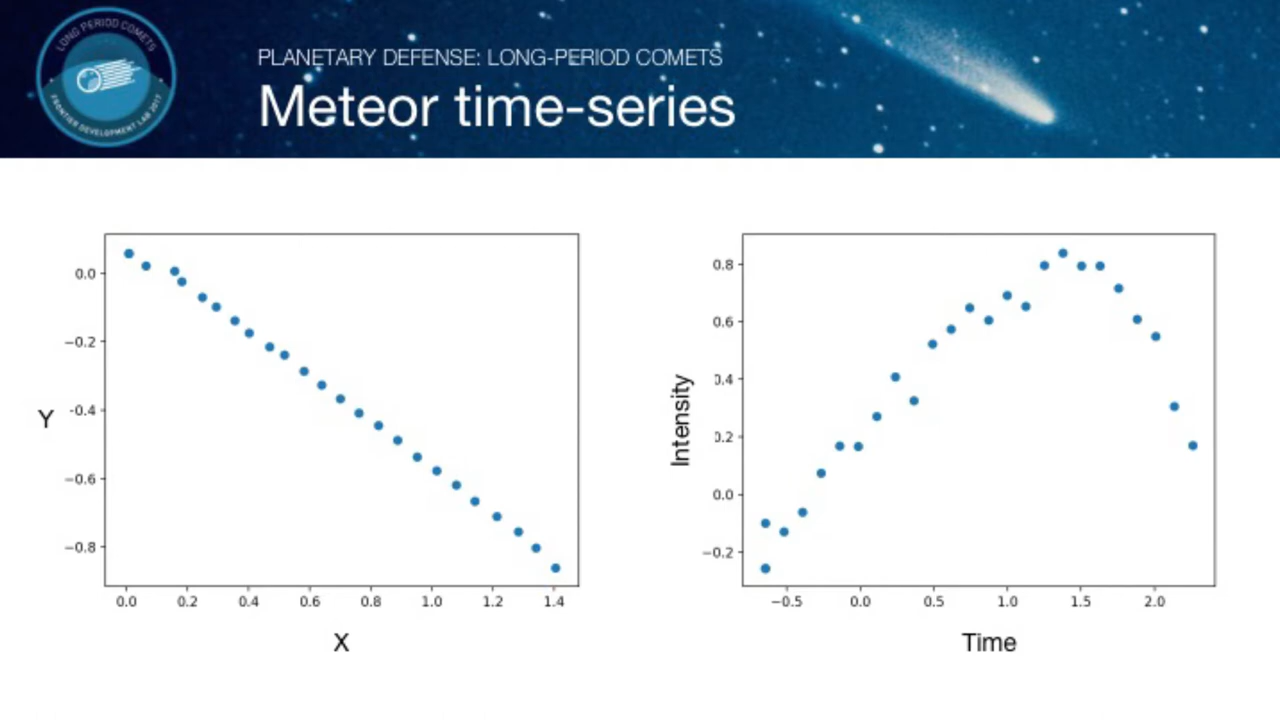 LONG PERIOD COMETS
FRONTIER DEVELOPMENT LAB 2017
PLANETARY DEFENSE: LONG-PERIOD COMETS
Meteor time-series
0.0
−0.2
-0.4
−0.6
−0.8
Y
0.0 0.2 0.4 0.6 0.8 1.0 1.2 1.4
X
0.8
0.6
0.4
0.2
0.0
−0.2
Intensity
−0.5 0.0 0.5 1.0 1.5 2.0
Time